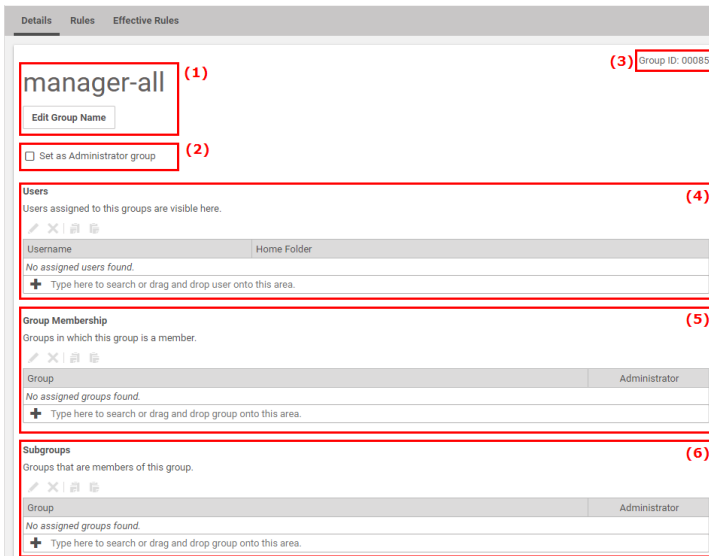 Details Rules Effective Rules
(3) Group ID: 00085
manager-all (1)
Edit Group Name
Set as Administrator group (2)
Users (4)
Users assigned to this groups are visible here.
Username Home Folder
No assigned users found.
Type here to search or drag and drop user onto this area.
Group Membership (5)
Groups in which this group is a member.
Group Administrator
No assigned groups found.
Type here to search or drag and drop group onto this area.
Subgroups (6)
Groups that are members of this group.
Group Administrator
No assigned groups found.
Type here to search or drag and drop group onto this area.